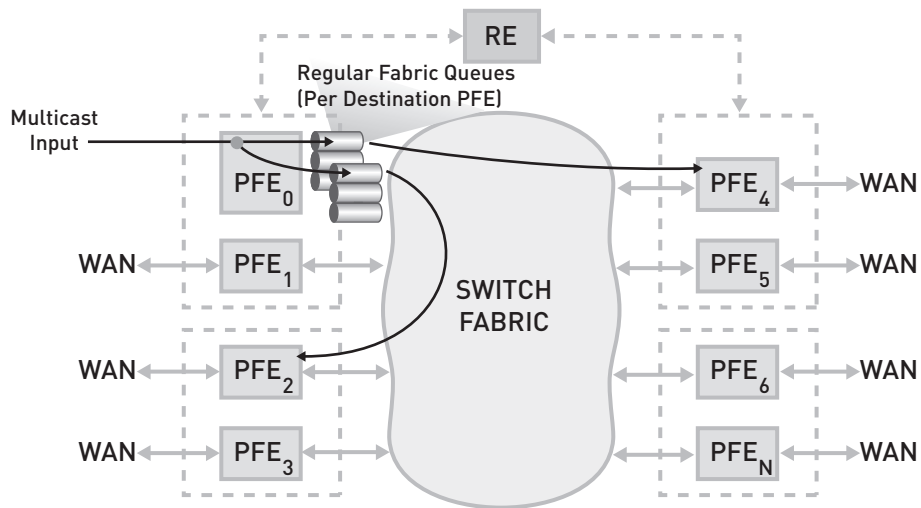 RE
Regular Fabric Queues
(Per Destination PFE)
Multicast
Input
PFE0
PFE4
WAN
WAN
PFE1
PFE5
WAN
SWITCH
FABRIC
WAN
PFE2
PFE6
WAN
WAN
PFE3
PFEN
WAN